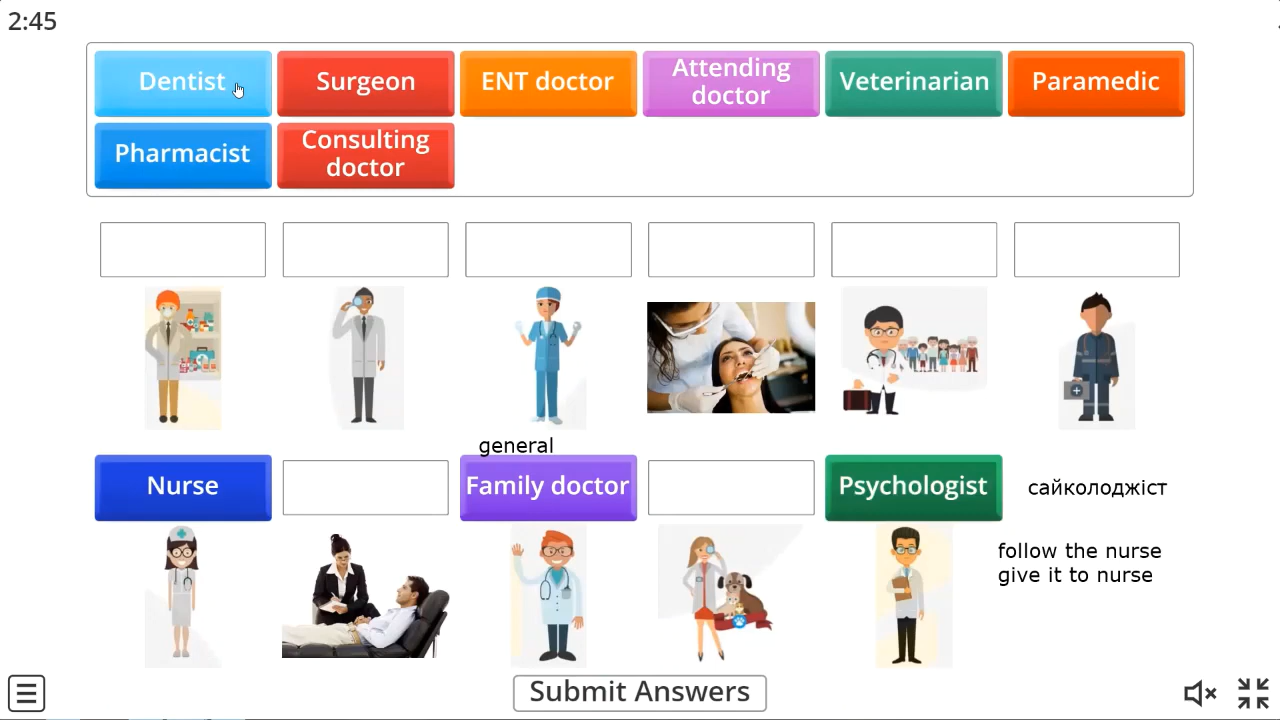 2:45
Dentist
Surgeon
ENT doctor
Attending
doctor
Veterinarian
Paramedic
Pharmacist
Consulting
doctor
general
Nurse
Family doctor
Psychologist
сайколоджіст
follow the nurse
give it to nurse
Submit Answers